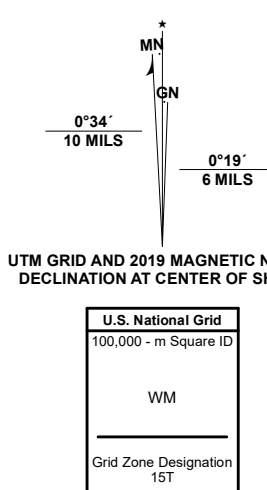 ★
MN
GN
0°34´
10 MILS
0°19´
6 MILS
UTM GRID AND 2019 MAGNETIC
DECLINATION AT CENTER OF
U.S. National Grid
100,000 - m Square ID
WM
Grid Zone Designation
15T